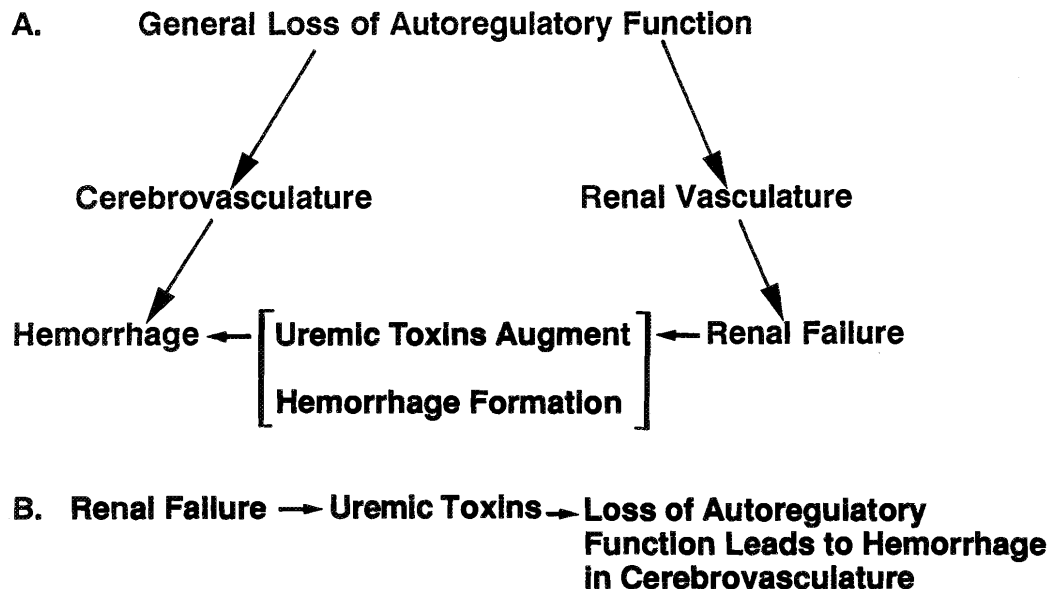 A. General Loss of Autoregulatory Function
Cerebrovasculature Renal Vasculature
Hemorrhage Uremic Toxins Augment Renal Failure
Hemorrhage Formation
B. Renal Failure → Uremic Toxins → Loss of Autoregulatory
Function Leads to Hemorrhage
in Cerebrovasculature